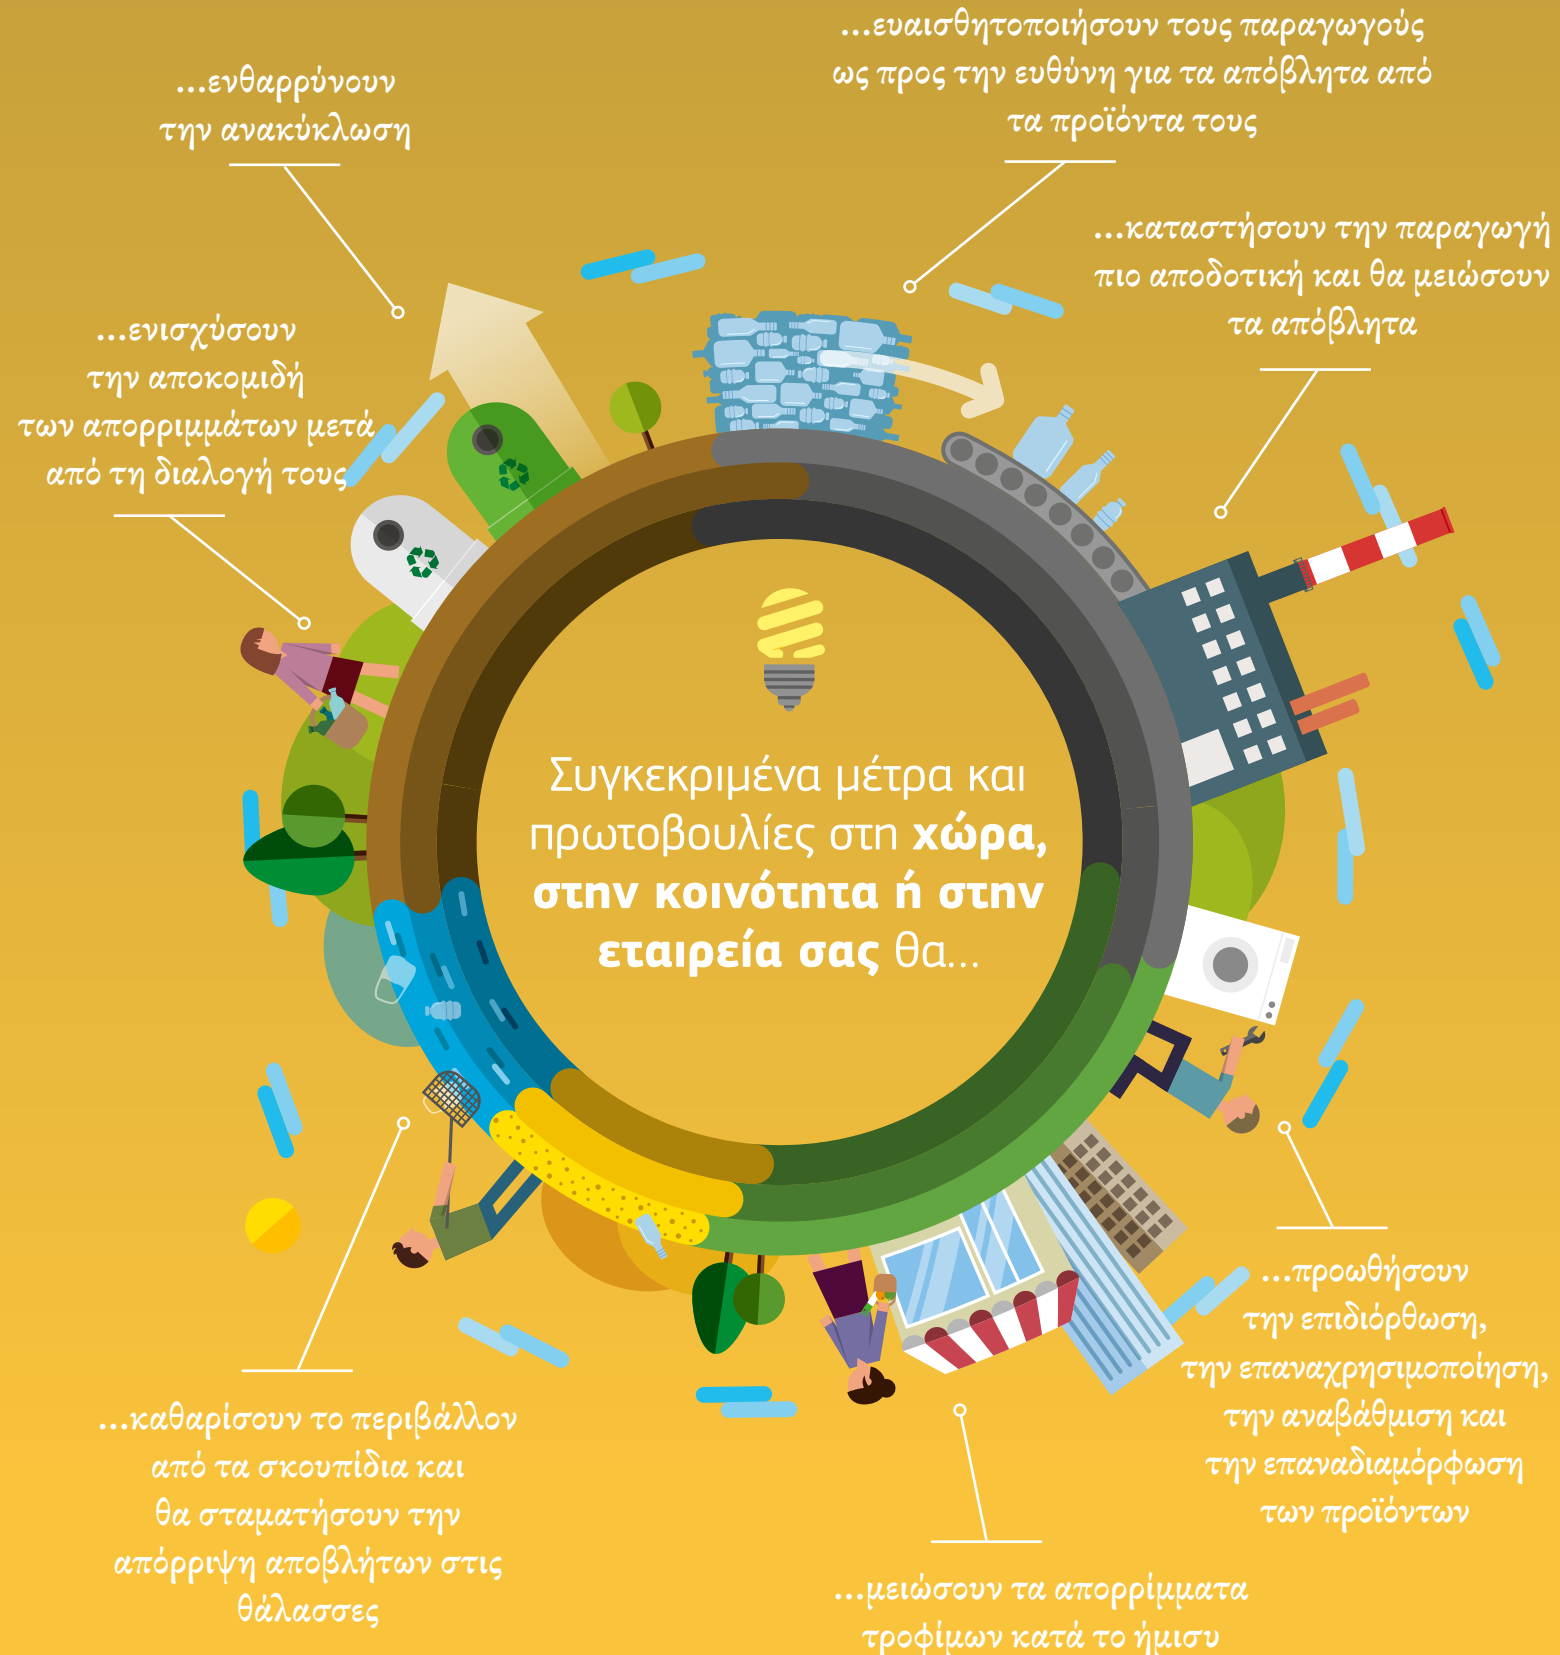 Συγκεκριμένα μέτρα και
πρωτοβουλίες στη χώρα,
στην κοινότητα ή στην
εταιρεία σας θα...
...ευαισθητοποιήσουν τους παραγωγούς
ως προς την ευθύνη για τα απόβλητα από
τα προϊόντα τους
...καταστήσουν την παραγωγή
πιο αποδοτική και θα μειώσουν
τα απόβλητα
...προωθήσουν
την επιδιόρθωση,
την επαναχρησιμοποίηση,
την αναβάθμιση και
την επαναδιαμόρφωση
των προϊόντων
...μειώσουν τα απορρίμματα
τροφίμων κατά το ήμισυ
...καθαρίσουν το περιβάλλον
από τα σκουπίδια και
θα σταματήσουν την
απόρριψη αποβλήτων στις
θάλασσες
...ενισχύσουν
την αποκομιδή
των απορριμμάτων μετά
από τη διαλογή τους
...ενθαρρύνουν
την ανακύκλωση